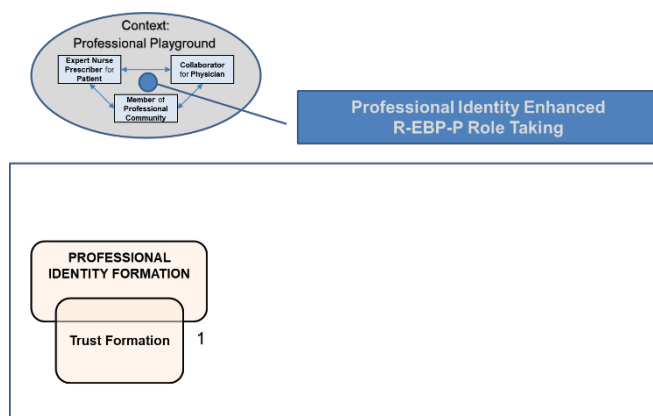 Context:
Professional Playground
Expert Nurse
Prescriber for
Patient
Collaborator
for Physician
Member of
Professional
Community
Professional Identity Enhanced
R-EBP-P Role Taking
PROFESSIONAL
IDENTITY FORMATION
Trust Formation
1